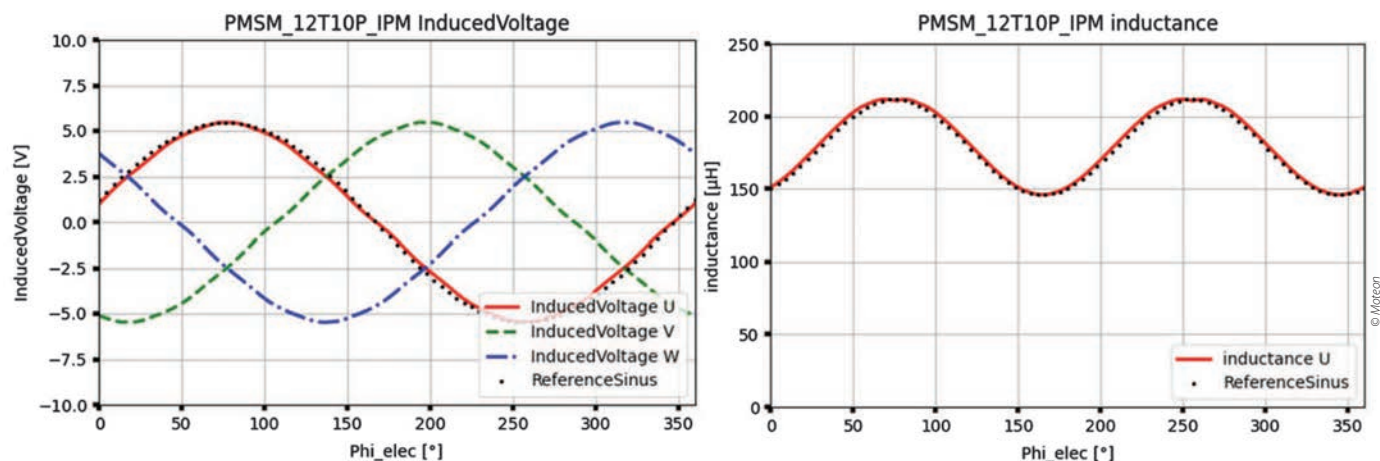 PMSM_12T10P_IPM InducedVoltage
10.0
7.5
5.0
2.5
0.0
−2.5
−5.0
−7.5
−10.0
InducedVoltage [V]
InducedVoltage U
InducedVoltage V
InducedVoltage W
ReferenceSinus
0 50 100 150 200 250 300 350
Phi_elec [°]
PMSM_12T10P_IPM inductance
250
200
150
100
50
0
inductance [µH]
inductance U
ReferenceSinus
0 50 100 150 200 250 300 350
Phi_elec [°]
© Moteon